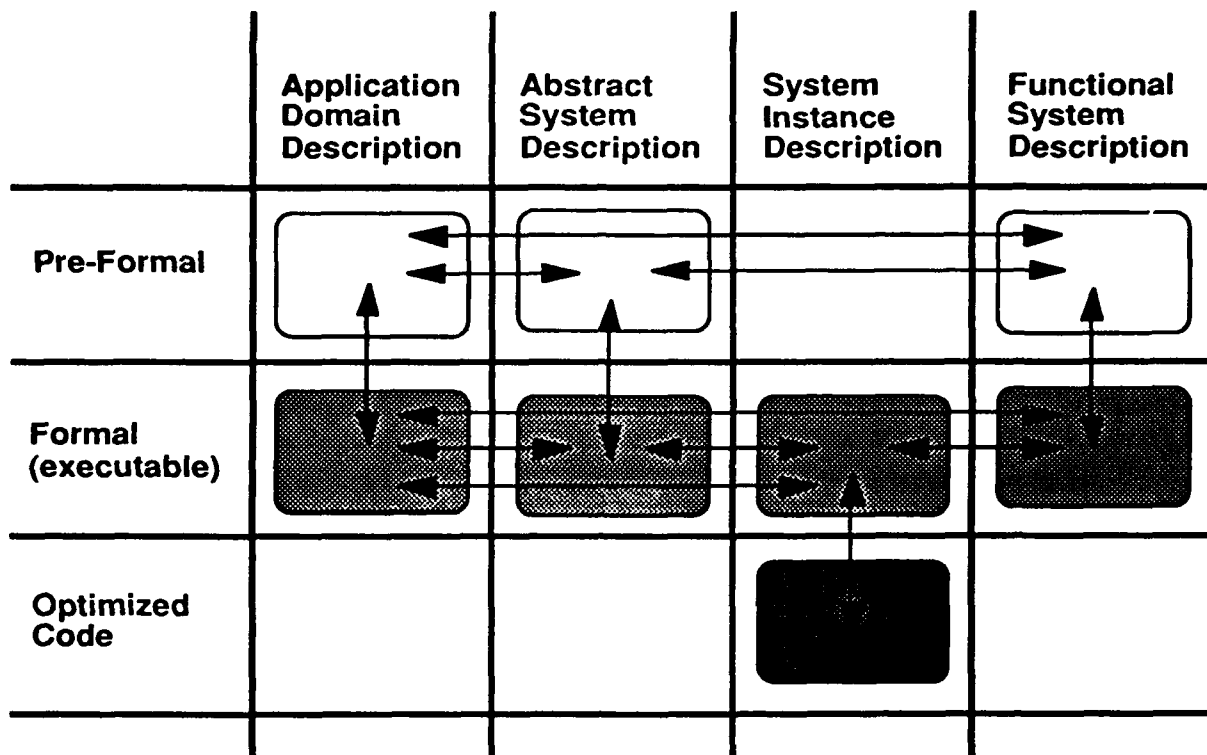 Application
Domain
Description
Abstract
System
Description
System
Instance
Description
Functional
System
Description
Pre-Formal
Formal
(executable)
Optimized
Code